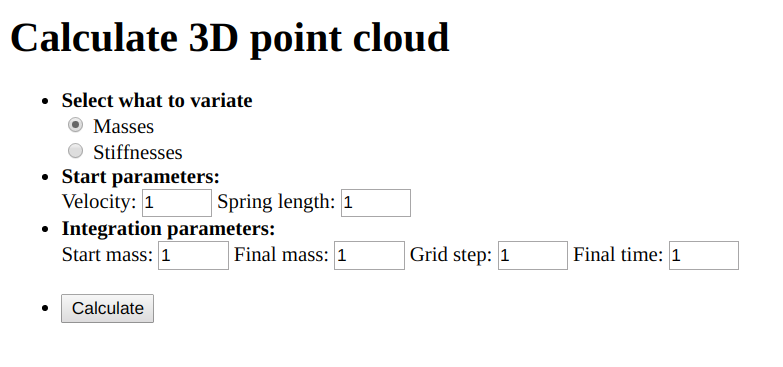 Calculate 3D point cloud
Select what to variate
Masses
Stiffnesses
Start parameters:
Velocity: 1 Spring length: 1
Integration parameters:
Start mass: 1 Final mass: 1 Grid step: 1 Final time: 1
Calculate